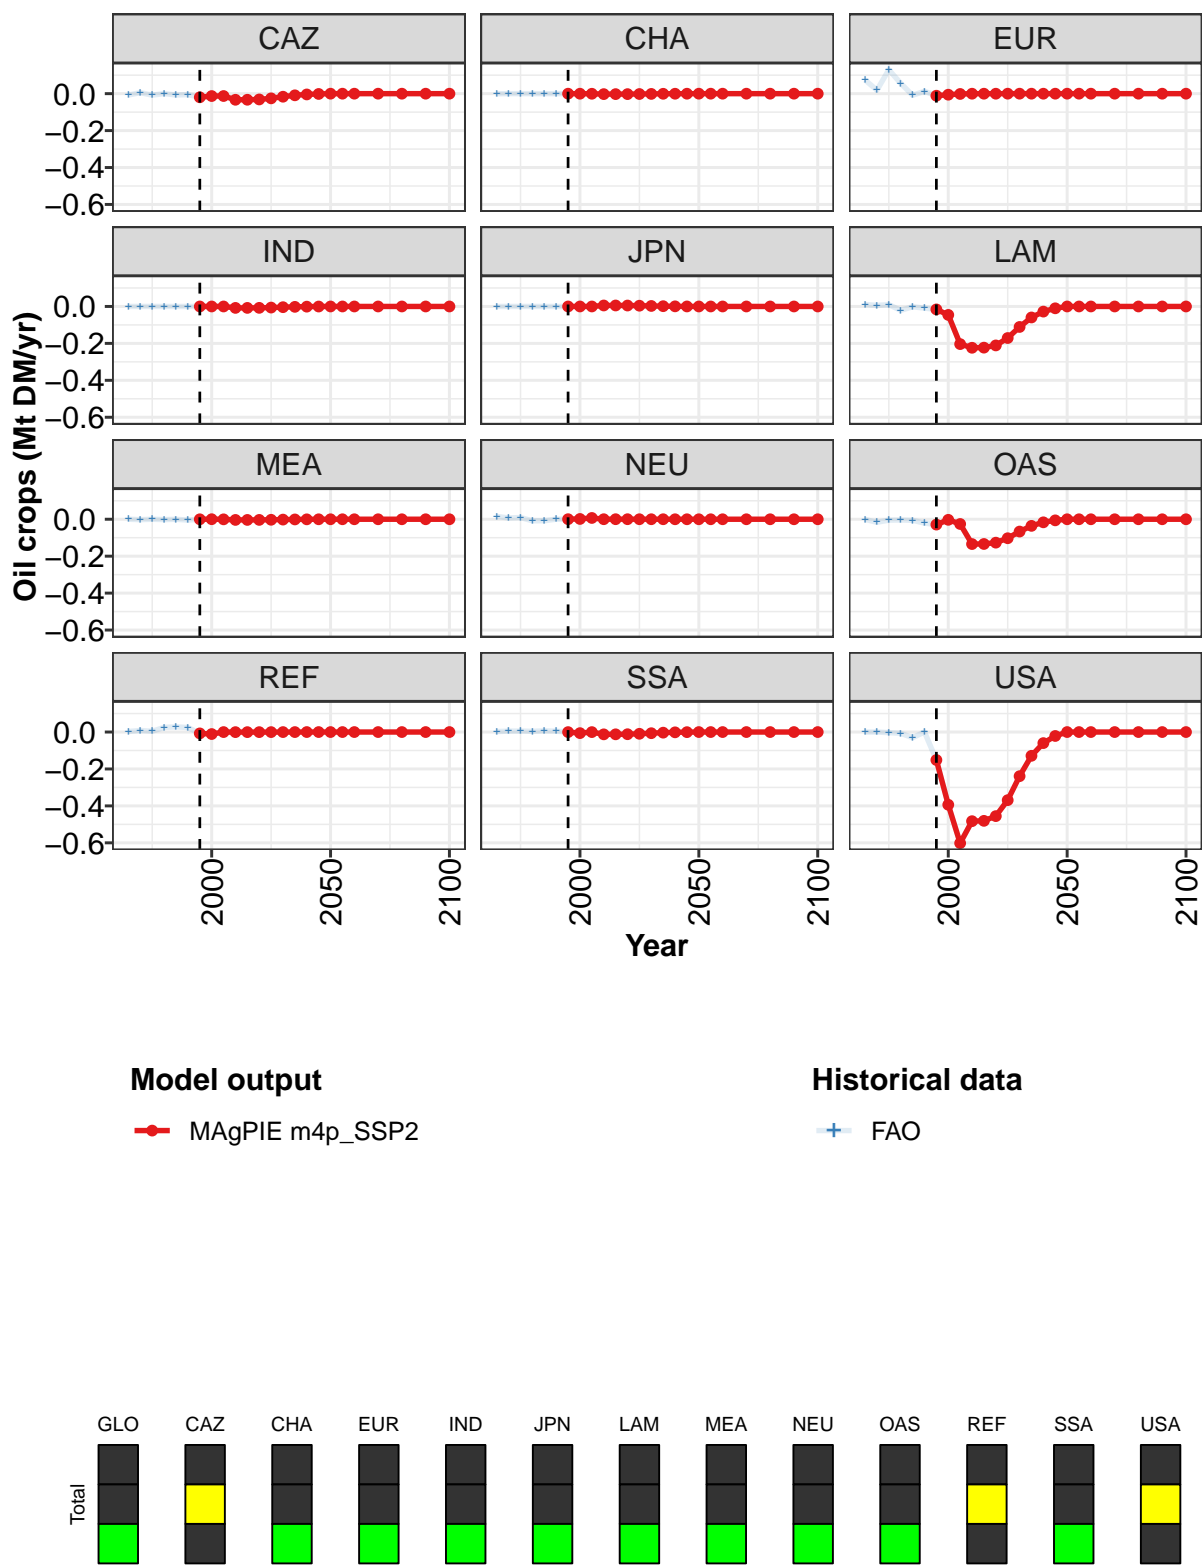 CAZ CHA EUR
0.0
−0.2
−0.4
−0.6
IND JPN LAM
0.0
−0.2
−0.4
−0.6
MEA NEU OAS
0.0
−0.2
−0.4
−0.6
REF SSA USA
0.0
−0.2
−0.4
−0.6
Oil crops (Mt DM/yr)
2000 2050 2100 2000 2050 2100 2000 2050 2100
Year
Model output Historical data
MAgPIE m4p_SSP2 FAO
GLO CAZ CHA EUR IND JPN LAM MEA NEU OAS REF SSA USA
Total